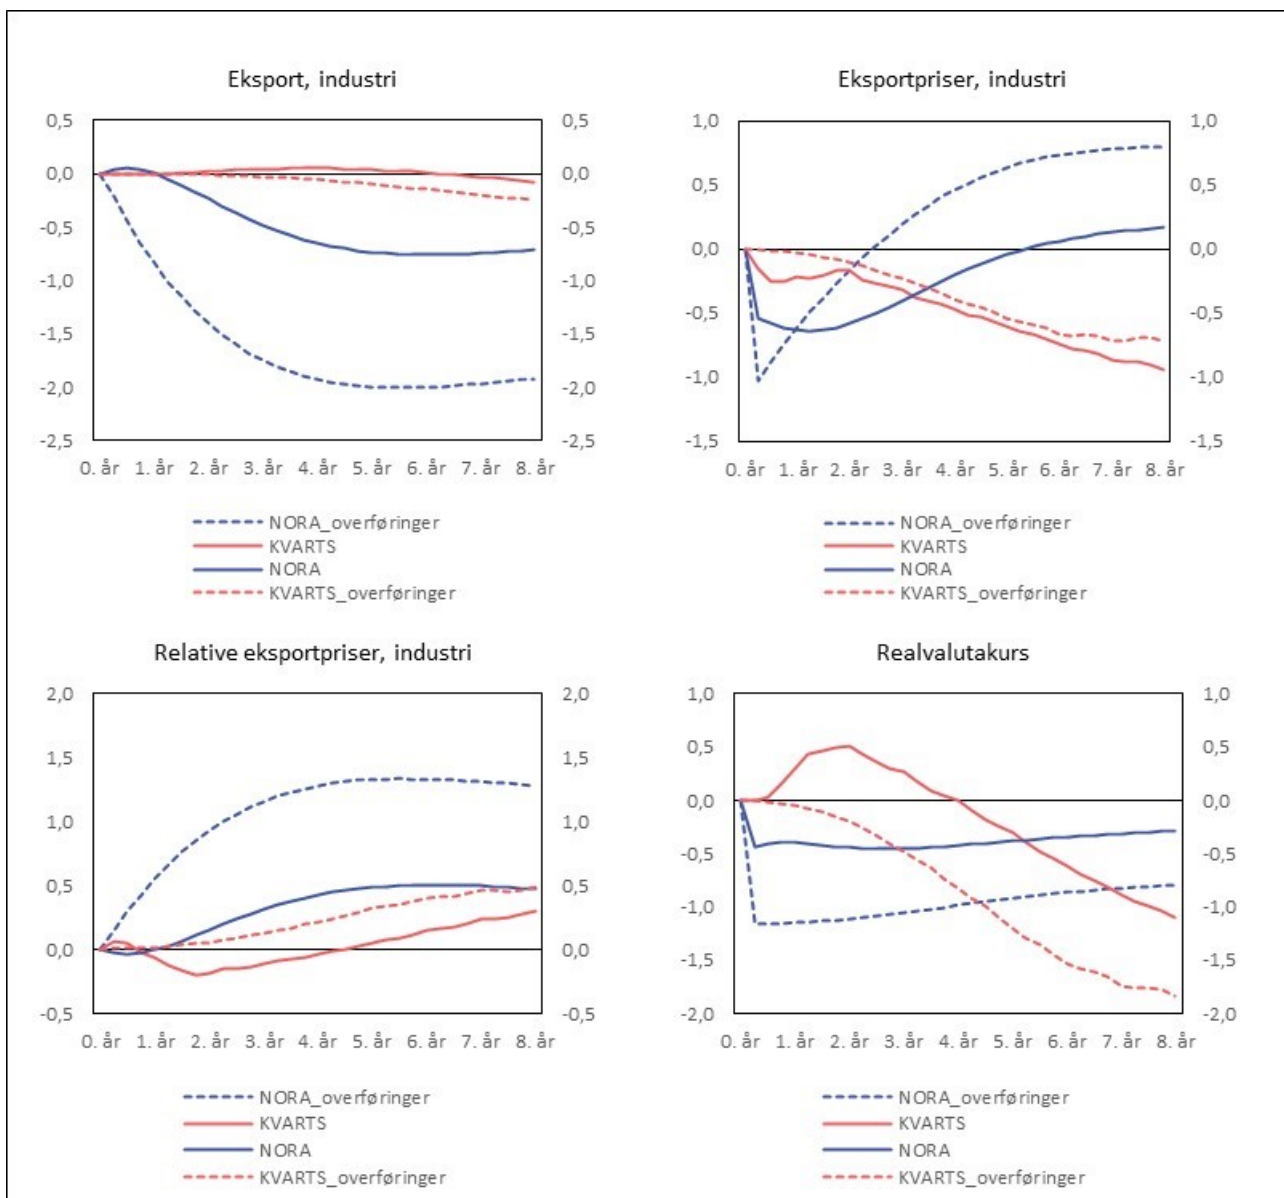 Eksport, industri
0,5
0,0
-0,5
-1,0
-1,5
-2,0
-2,5
0,5
0,0
-0,5
-1,0
-1,5
-2,0
-2,5
0. år 1. år 2. år 3. år 4. år 5. år 6. år 7. år 8. år
NORA_overføringer
KVARTS
NORA
KVARTS_overføringer
Eksportpriser, industri
1,0
0,5
0,0
-0,5
-1,0
-1,5
1,0
0,5
0,0
-0,5
-1,0
-1,5
0. år 1. år 2. år 3. år 4. år 5. år 6. år 7. år 8. år
NORA_overføringer
KVARTS
NORA
KVARTS_overføringer
Relative eksportpriser, industri
2,0
1,5
1,0
0,5
0,0
-0,5
2,0
1,5
1,0
0,5
0,0
-0,5
0. år 1. år 2. år 3. år 4. år 5. år 6. år 7. år 8. år
NORA_overføringer
KVARTS
NORA
KVARTS_overføringer
Realvalutakurs
1,0
0,5
0,0
-0,5
-1,0
-1,5
-2,0
1,0
0,5
0,0
-0,5
-1,0
-1,5
-2,0
0. år 1. år 2. år 3. år 4. år 5. år 6. år 7. år 8. år
NORA_overføringer
KVARTS
NORA
KVARTS_overføringer